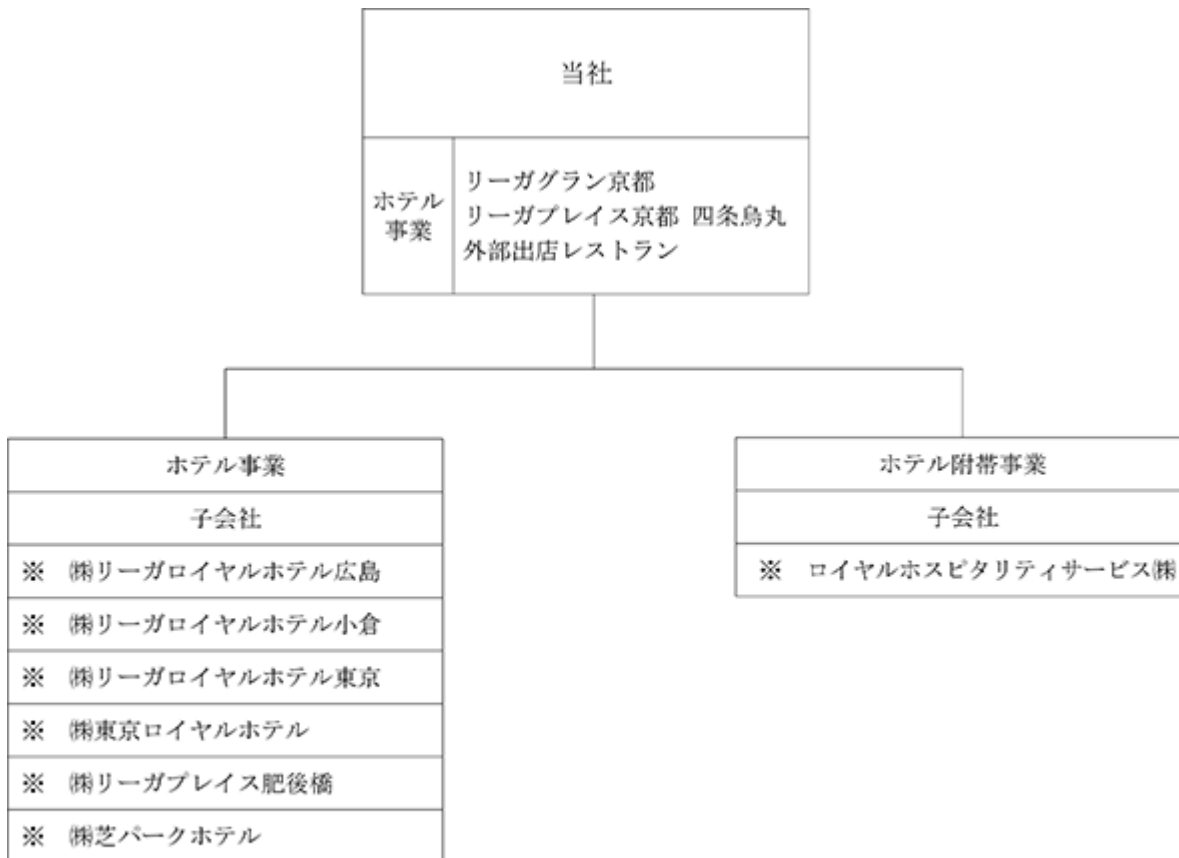 当社
ホテル
事業
リーガグラン京都
リーガプレイス京都 四条烏丸
外部出店レストラン
ホテル事業
子会社
※ ㈱リーガロイヤルホテル広島
※ ㈱リーガロイヤルホテル小倉
※ ㈱リーガロイヤルホテル東京
※ ㈱東京ロイヤルホテル
※ ㈱リーガプレイス肥後橋
※ ㈱芝パークホテル
ホテル附帯事業
子会社
※ ロイヤルホスピタリティサービス㈱